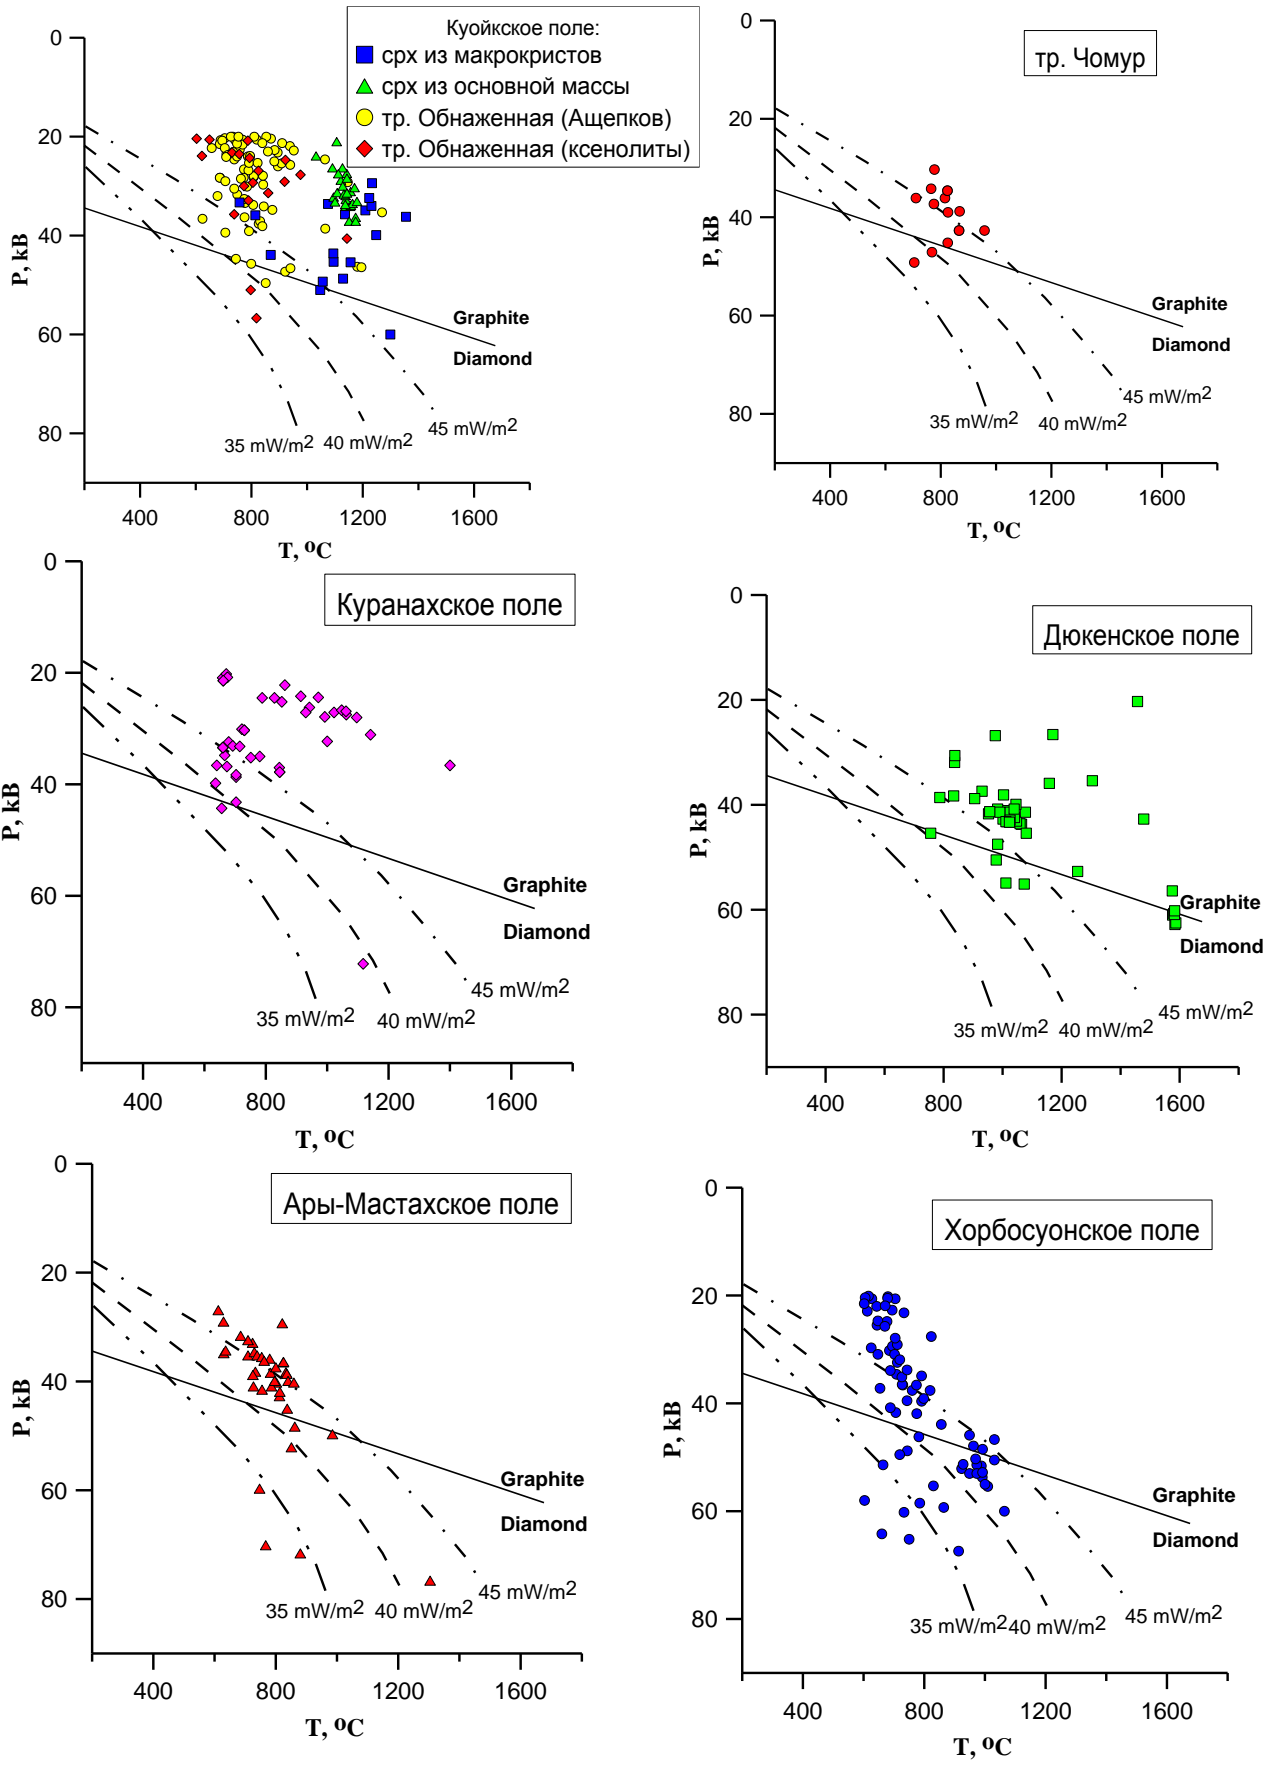 Куойкское поле:
срх из макрокристов
срх из основной массы
тр. Обнаженная (Ащепков)
тр. Обнаженная (ксенолиты)
0
20
40
60
80
P, kB
Graphite
Diamond
35 mW/m2
40 mW/m2
45 mW/m2
400
800
1200
1600
T, oC
тр. Чомур
0
20
40
60
80
P, kB
Graphite
Diamond
35 mW/m2
40 mW/m2
45 mW/m2
400
800
1200
1600
T, oC
Куранахское поле
0
20
40
60
80
P, kB
Graphite
Diamond
35 mW/m2
40 mW/m2
45 mW/m2
400
800
1200
1600
T, oC
Дюкенское поле
0
20
40
60
80
P, kB
Graphite
Diamond
35 mW/m2
40 mW/m2
45 mW/m2
400
800
1200
1600
T, oC
Ары-Мастахское поле
0
20
40
60
80
P, kB
Graphite
Diamond
35 mW/m2
40 mW/m2
45 mW/m2
400
800
1200
1600
T, oC
Хорбосуонское поле
0
20
40
60
80
P, kB
Graphite
Diamond
35 mW/m2
40 mW/m2
45 mW/m2
400
800
1200
1600
T, oC